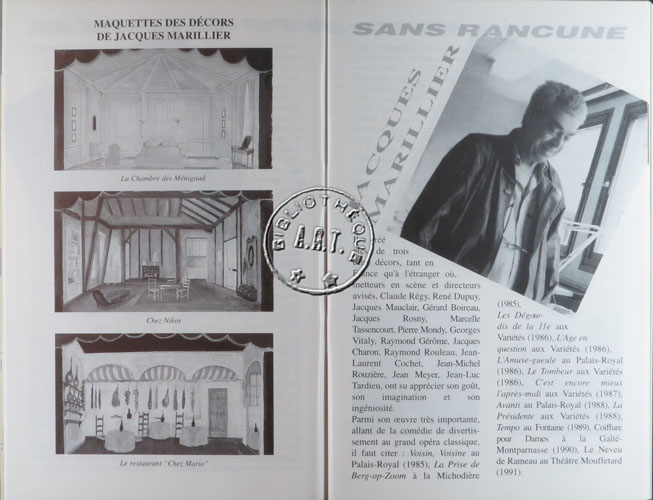 MAQUETTES DES DÉCORS
DE JACQUES MARILLIER
La Chambre des Ménigaud
Chez Nikos
Le restaurant "Chez Mario"
SANS RANCUNE
JACQUES
MARILLIER
BIBLIOTHÈQUE
A.R.T.
créé
de trois
décors, tant en
qu'à l'étranger où,
metteurs en scène et directeurs
avisés, Claude Régy, René Dupuy,
Jacques Mauclair, Gérard Boireau,
Jacques Rosny, Marcelle
Tassencourt, Pierre Mondy, Georges
Vitaly, Raymond Gérôme, Jacques
Charon, Raymond Rouleau, Jean-
Laurent Cochet, Jean-Michel
Rouzière, Jean Meyer, Jean-Luc
Tardieu, ont su apprécier son goût,
son imagination et son
ingéniosité.
Parmi son œuvre très importante,
allant de la comédie de divertis-
sement au grand opéra classique,
il faut citer : Voisin, Voisine au
Palais-Royal (1985), La Prise de
Berg-op-Zoom à la Michodière
(1985),
Les Dégour-
dis de la 11e aux
Variétés (1986), L'Age en
question aux Variétés (1986),
L'Amuse-gueule au Palais-Royal
(1986), Le Tombeur aux Variétés
(1986), C'est encore mieux
l'après-midi aux Variétés (1987),
Avanti au Palais-Royal (1988), La
Présidente aux Variétés (1988),
Tempo au Fontaine (1989), Coiffure
pour Dames à la Gaîté-
Montparnasse (1990), Le Neveu
de Rameau au Théâtre Mouffetard
(1991).